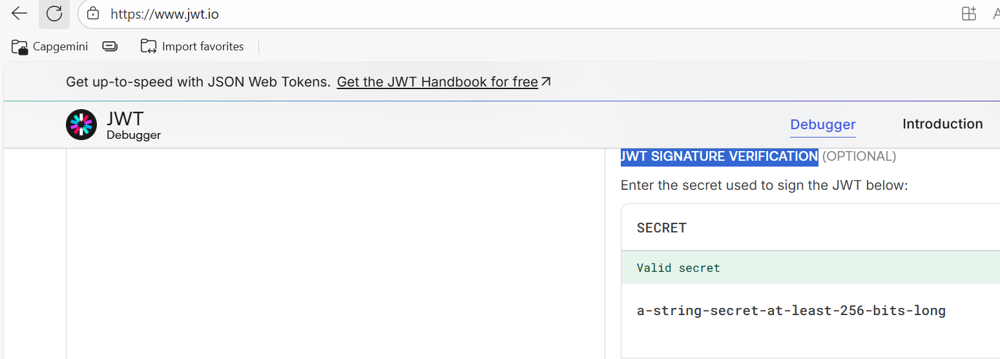 https://www.jwt.io
Capgemini Import favorites
Get up-to-speed with JSON Web Tokens. Get the JWT Handbook for free
JWT
Debugger
Debugger Introduction
JWT SIGNATURE VERIFICATION (OPTIONAL)
Enter the secret used to sign the JWT below:
SECRET
Valid secret
a-string-secret-at-least-256-bits-long